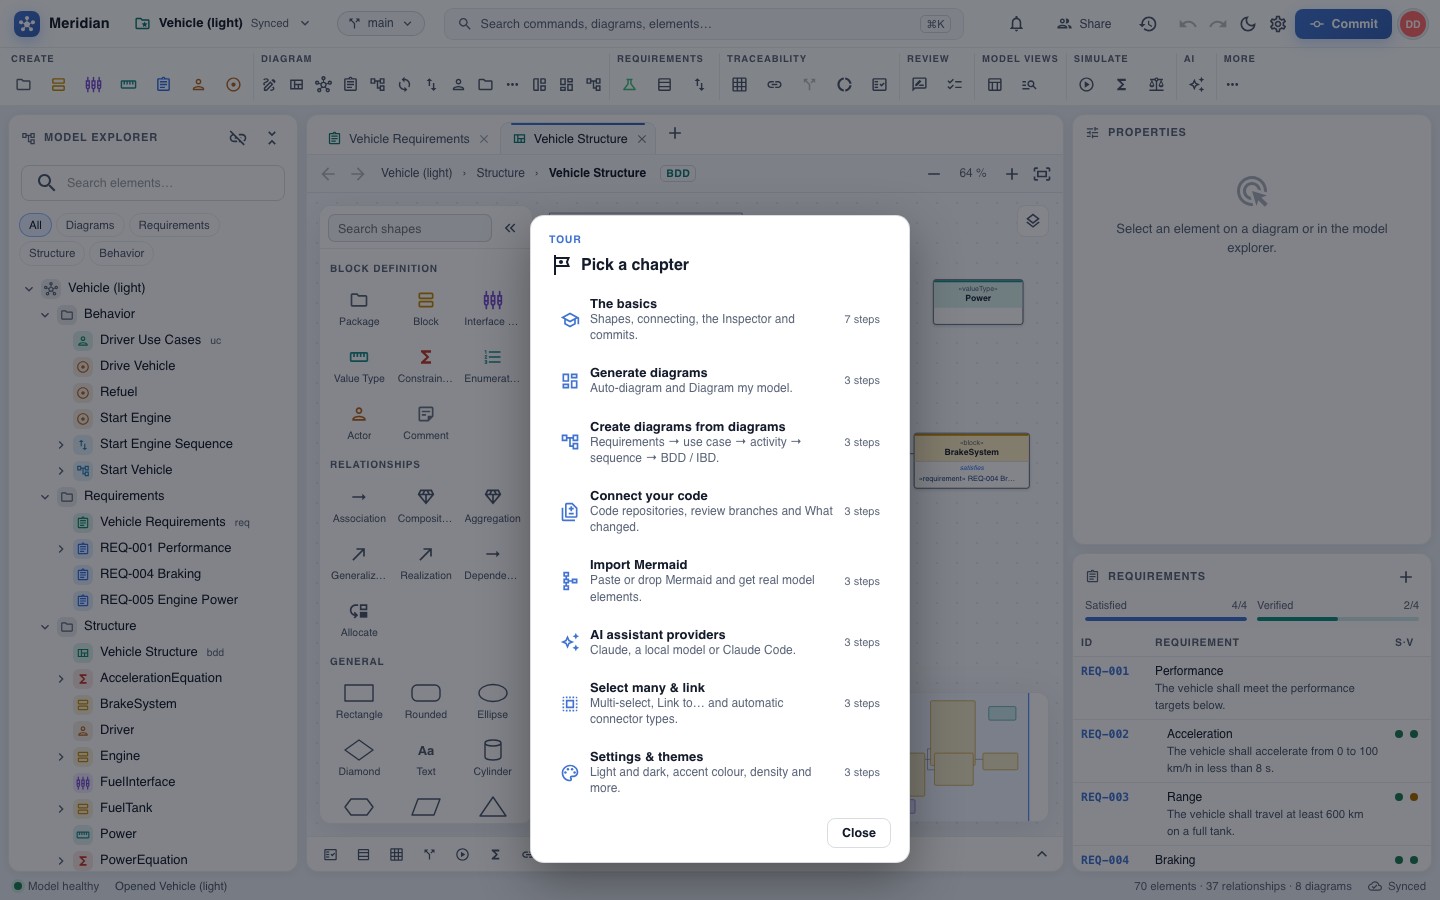 Meridian
Vehicle (light) Synced
main
Search commands, diagrams, elements…
⌘K
Share
Commit
DD
CREATE
DIAGRAM
REQUIREMENTS
TRACEABILITY
REVIEW
MODEL VIEWS
SIMULATE
AI
MORE
MODEL EXPLORER
Search elements…
All
Diagrams
Requirements
Structure
Behavior
Vehicle (light)
Behavior
Driver Use Cases uc
Drive Vehicle
Refuel
Start Engine
Start Engine Sequence
Start Vehicle
Requirements
Vehicle Requirements req
REQ-001 Performance
REQ-004 Braking
REQ-005 Engine Power
Structure
Vehicle Structure bdd
AccelerationEquation
BrakeSystem
Driver
Engine
FuelInterface
FuelTank
Power
PowerEquation
Vehicle Requirements
Vehicle Structure
Vehicle (light) › Structure › Vehicle Structure BDD
64 %
Search shapes
BLOCK DEFINITION
Package
Block
Interface …
Value Type
Constrain…
Enumerat…
Actor
Comment
RELATIONSHIPS
Association
Composit…
Aggregation
Generaliz…
Realization
Depende…
Allocate
GENERAL
Rectangle
Rounded
Ellipse
Diamond
Aa
Text
Cylinder
«valueType»
Power
«block»
BrakeSystem
satisfies
«requirement» REQ-004 Br…
TOUR
Pick a chapter
The basics
Shapes, connecting, the Inspector and
commits.
7 steps
Generate diagrams
Auto-diagram and Diagram my model.
3 steps
Create diagrams from diagrams
Requirements → use case → activity →
sequence → BDD / IBD.
3 steps
Connect your code
Code repositories, review branches and What
changed.
3 steps
Import Mermaid
Paste or drop Mermaid and get real model
elements.
3 steps
AI assistant providers
Claude, a local model or Claude Code.
3 steps
Select many & link
Multi-select, Link to… and automatic
connector types.
3 steps
Settings & themes
Light and dark, accent colour, density and
more.
3 steps
Close
PROPERTIES
Select an element on a diagram or in the model
explorer.
REQUIREMENTS
Satisfied 4/4
Verified 2/4
ID REQUIREMENT S·V
REQ-001 Performance
The vehicle shall meet the performance
targets below.
REQ-002 Acceleration
The vehicle shall accelerate from 0 to 100
km/h in less than 8 s.
REQ-003 Range
The vehicle shall travel at least 600 km
on a full tank.
REQ-004 Braking
Model healthy
Opened Vehicle (light)
70 elements · 37 relationships · 8 diagrams
Synced